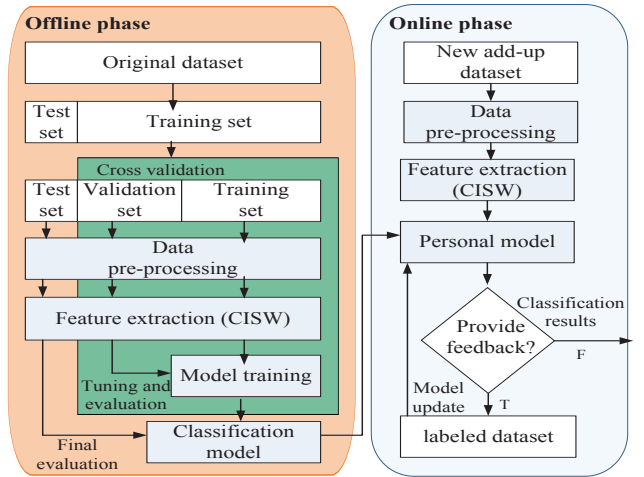 Offline phase
Original dataset
Test
set
Training set
Cross validation
Test
set
Validation
set
Training
set
Data
pre-processing
Feature extraction (CISW)
Model training
Tuning and
evaluation
Classification
model
Final
evaluation
Online phase
New add-up
dataset
Data
pre-processing
Feature extraction
(CISW)
Personal model
Provide
feedback?
Classification
results
F
T
Model
update
labeled dataset